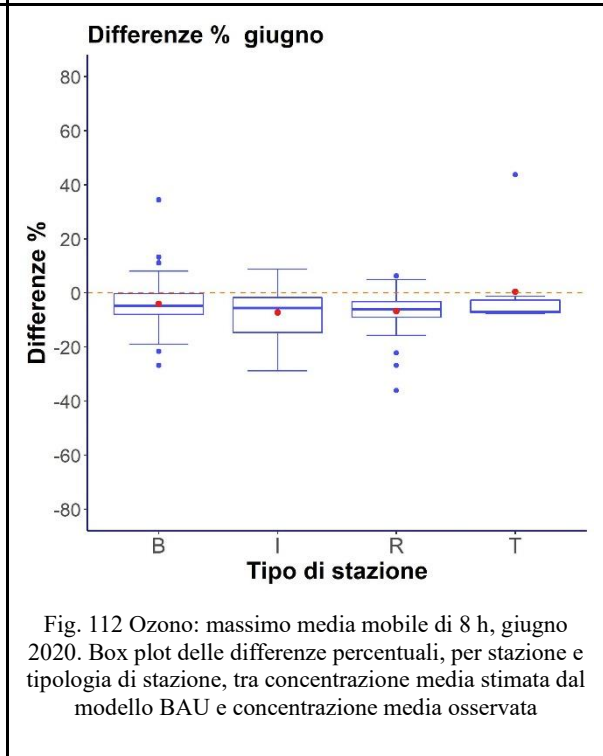 Differenze % giugno
80
60
40
20
0
-20
-40
-60
-80
Differenze %
B I R T
Tipo di stazione
Fig. 112 Ozono: massimo media mobile di 8 h, giugno
2020. Box plot delle differenze percentuali, per stazione e
tipologia di stazione, tra concentrazione media stimata dal
modello BAU e concentrazione media osservata